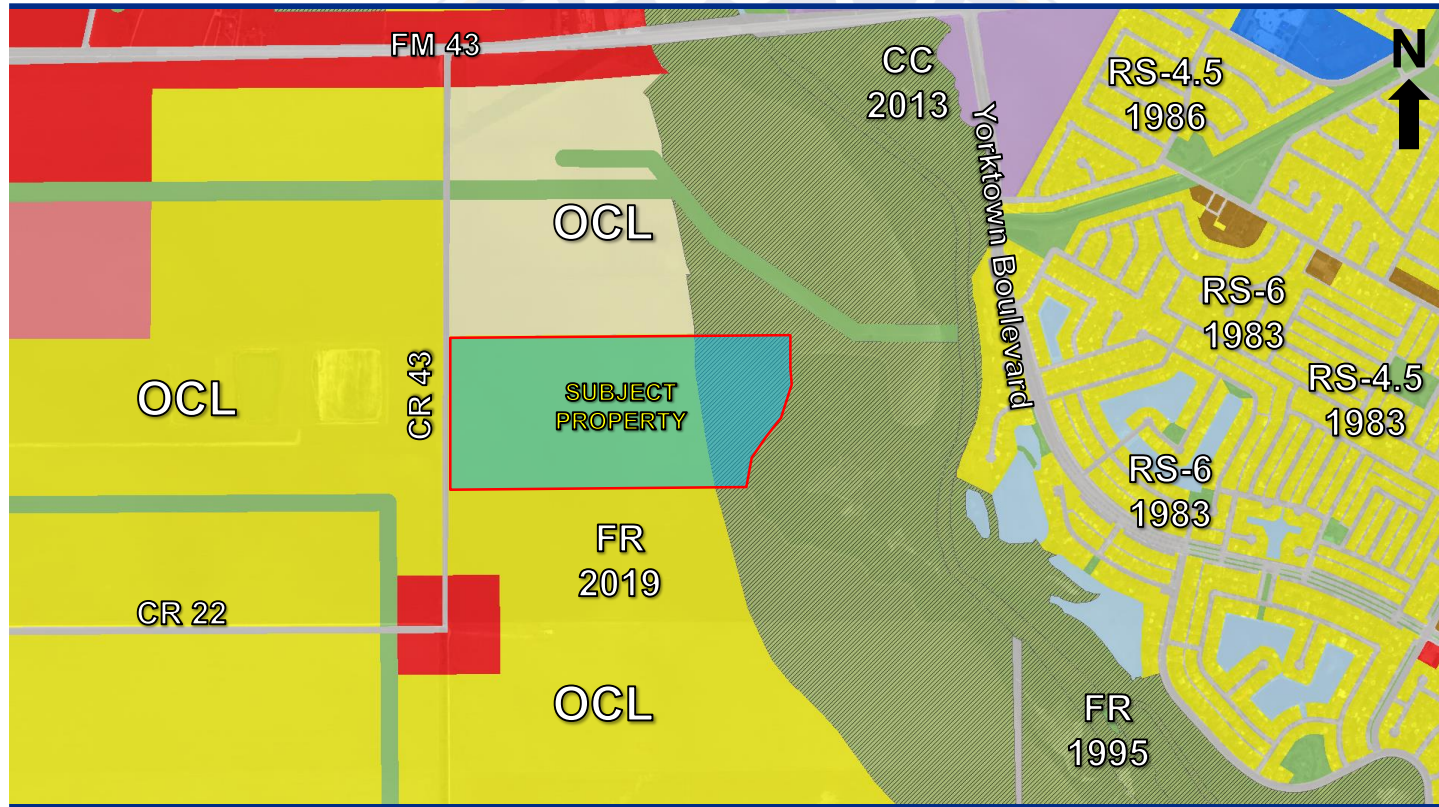 FM 43
CC
2013
RS-4.5
1986
N
Yorktown Boulevard
OCL
RS-6
1983
OCL
CR 43
SUBJECT
PROPERTY
RS-4.5
1983
RS-6
1983
FR
2019
CR 22
OCL
FR
1995